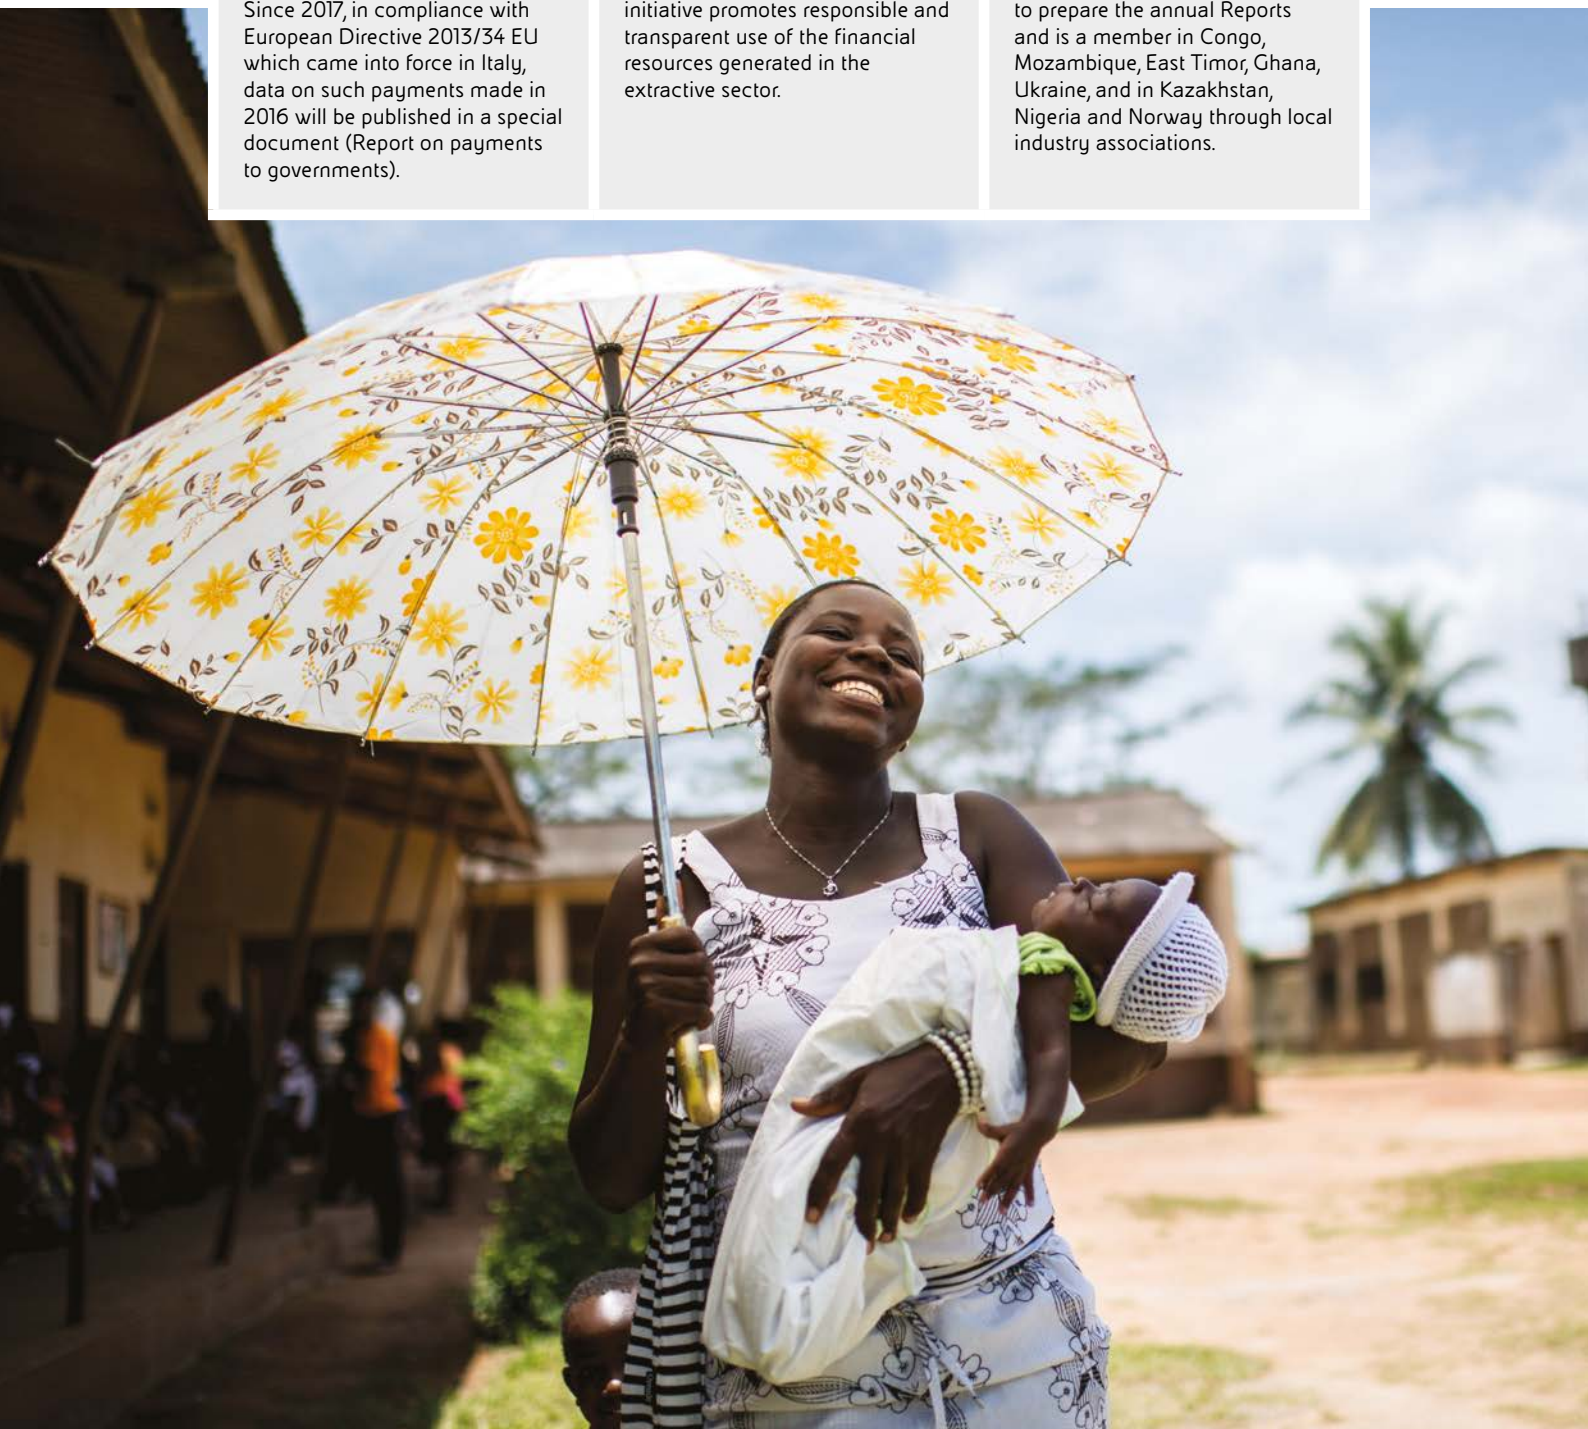 Since 2017, in compliance with
European Directive 2013/34 EU
which came into force in Italy,
data on such payments made in
2016 will be published in a special
document (Report on payments
to governments).
initiative promotes responsible and
transparent use of the financial
resources generated in the
extractive sector.
to prepare the annual Reports
and is a member in Congo,
Mozambique, East Timor, Ghana,
Ukraine, and in Kazakhstan,
Nigeria and Norway through local
industry associations.